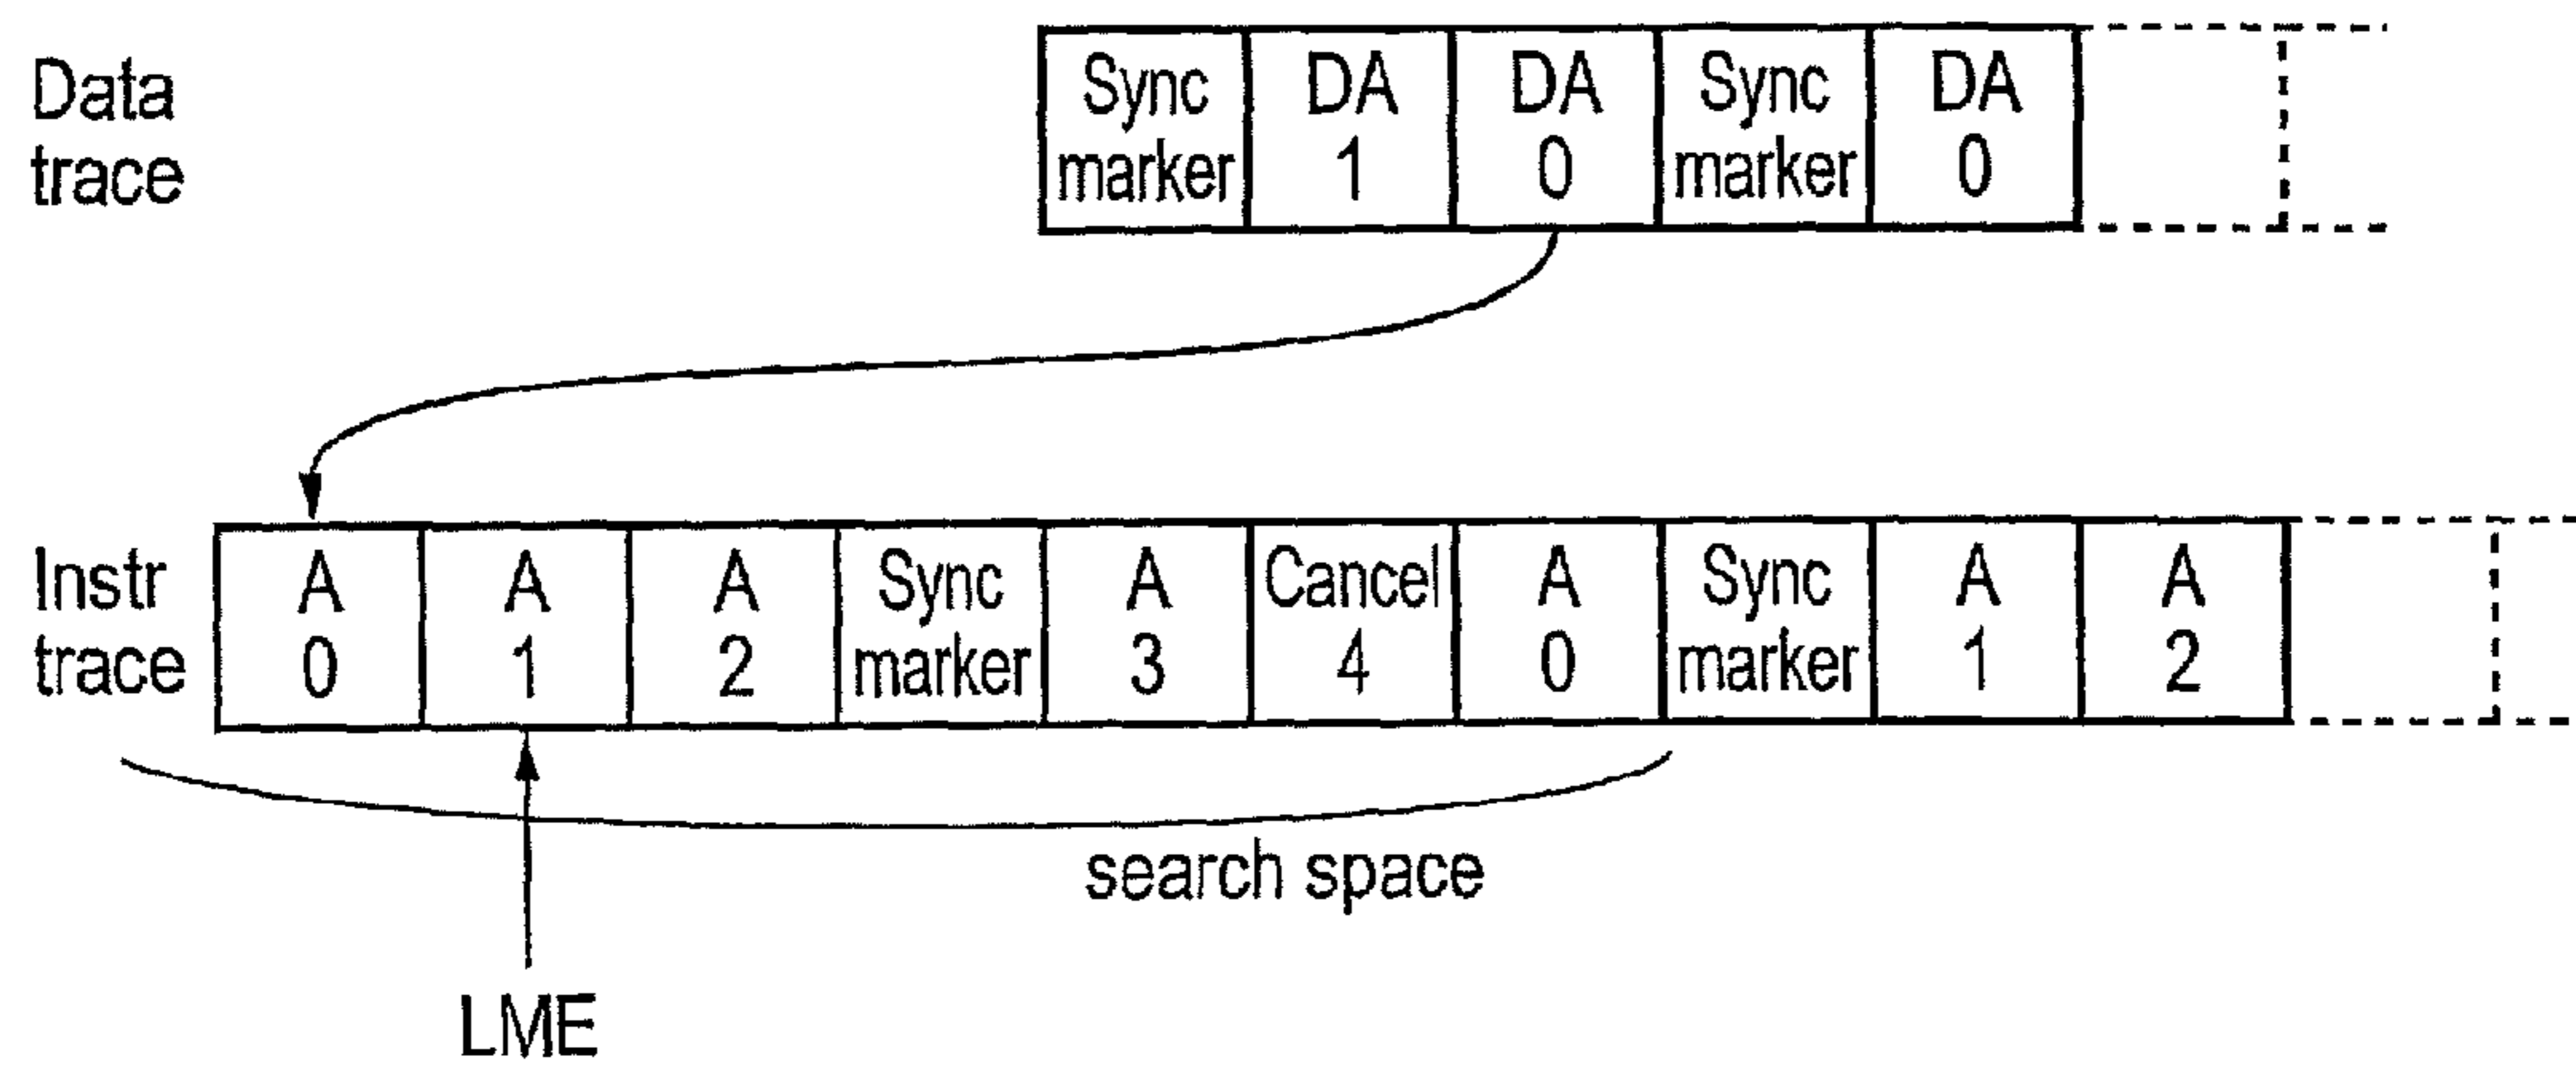 Data trace
Sync marker
DA 1
DA 0
Sync marker
DA 0
Instr trace
A 0
A 1
A 2
Sync marker
A 3
Cancel 4
A 0
Sync marker
A 1
A 2
search space
LME